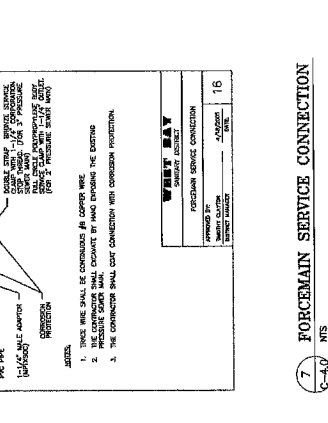 DOUBLE STRAP BRONZE SERVICE
CLAMP WITH 1-1/4" CORPORATION
STOP THREAD. (FOR 3" PRESSURE
SEWER MAIN)
FULL CIRCLE POLYPROPYLENE BODY
SERVICE CLAMP WITH 1-1/4" OUTLET.
(FOR 2" PRESSURE SEWER MAIN)
PVC PIPE
1-1/4" MALE ADAPTOR
(MPTXSOC)
CORROSION
PROTECTION
NOTES:
1. TRACE WIRE SHALL BE CONTINUOUS #8 COPPER WIRE.
2. THE CONTRACTOR SHALL EXCAVATE BY HAND EXPOSING THE EXISTING
PRESSURE SEWER MAIN.
3. THE CONTRACTOR SHALL COAT CONNECTION WITH CORROSION PROTECTION.
WEST BAY
SANITARY DISTRICT
FORCEMAIN SERVICE CONNECTION
APPROVED BY:
TIMOTHY CLAYTON
DISTRICT MANAGER
DATE:
16
7 FORCEMAIN SERVICE CONNECTION
C-4.0 NTS